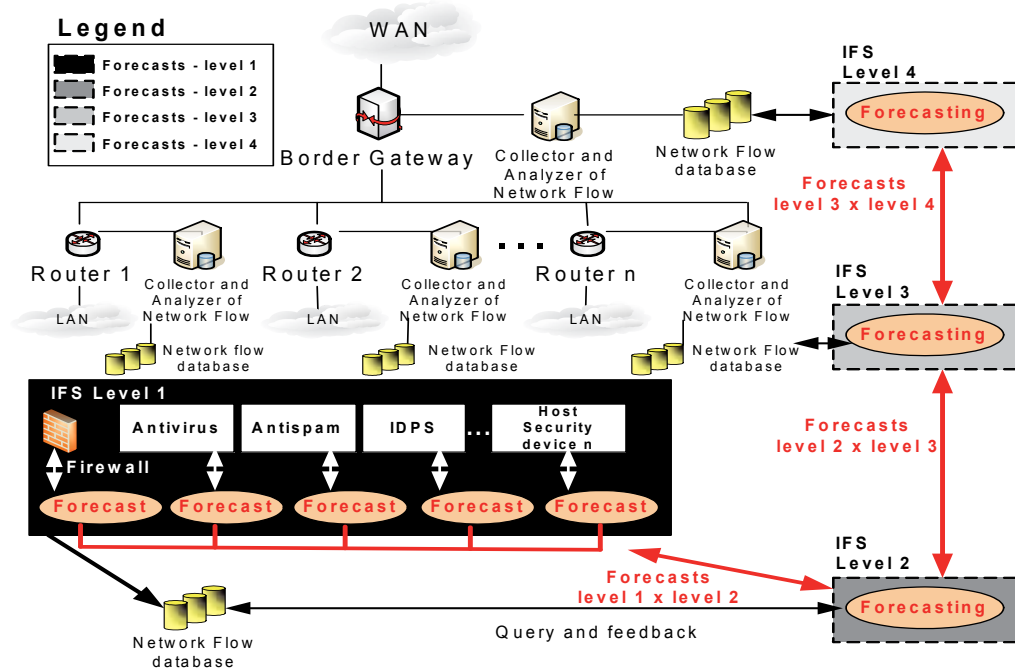 Legend
Forecasts - level 1
Forecasts - level 2
Forecasts - level 3
Forecasts - level 4
WAN
Border Gateway
Collector and
Analyzer of
Network Flow
Network Flow
database
IFS
Level 4
Forecasting
Forecasts
level 3 x level 4
Router 1
Collector and
Analyzer of
Network Flow
LAN
Network flow
database
Router 2
Collector and
Analyzer of
Network Flow
LAN
Network Flow
database
...
Router n
Collector and
Analyzer of
Network Flow
LAN
Network Flow
database
IFS
Level 3
Forecasting
Forecasts
level 2 x level 3
IFS Level 1
Firewall
Antivirus
Antispam
IDPS
...
Host
Security
device n
Forecast
Forecast
Forecast
Forecast
Forecast
IFS
Level 2
Forecasting
Forecasts
level 1 x level 2
Network Flow
database
Query and feedback